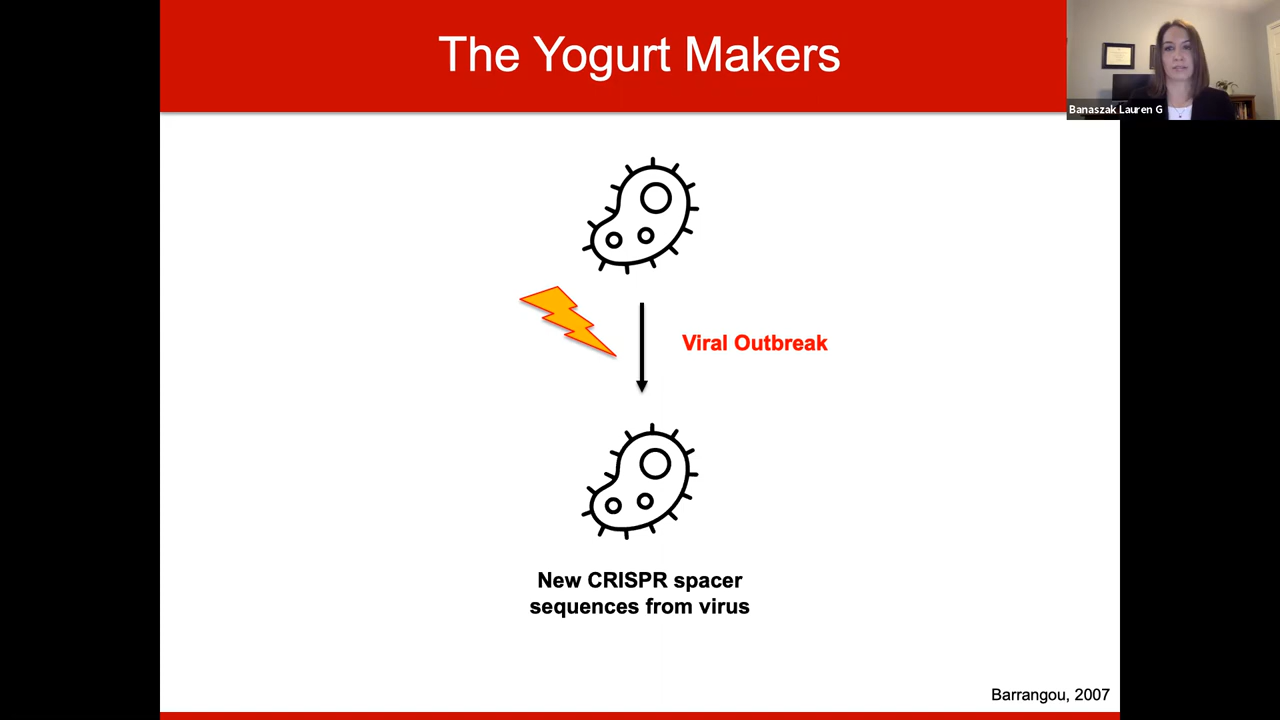 The Yogurt Makers
Banaszak Lauren G
Viral Outbreak
New CRISPR spacer
sequences from virus
Barrangou, 2007